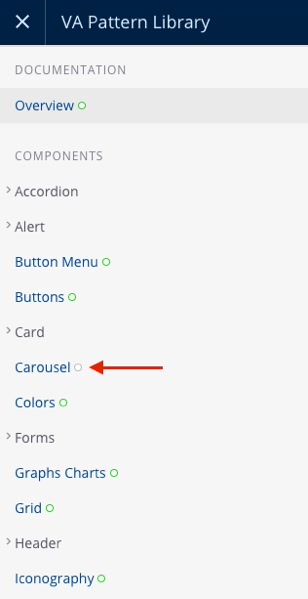 VA Pattern Library
DOCUMENTATION
Overview
COMPONENTS
Accordion
Alert
Button Menu
Buttons
Card
Carousel
Colors
Forms
Graphs Charts
Grid
Header
Iconography